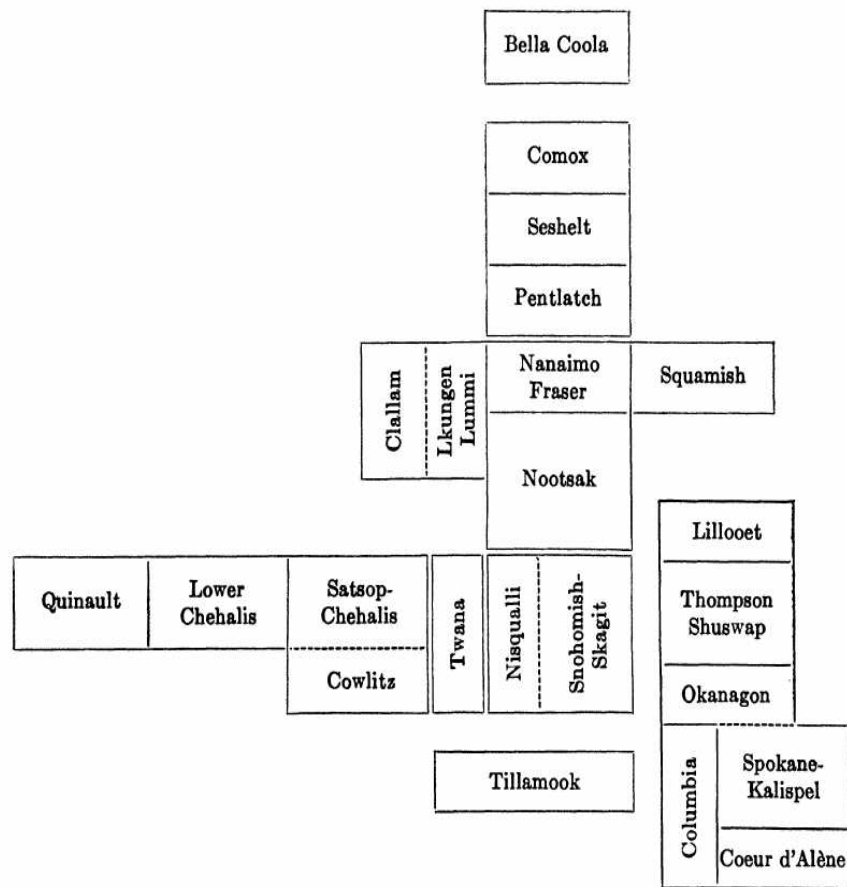 Bella Coola
Comox
Seshelt
Pentlatch
Clallam
Lkungen
Lummi
Nanaimo
Fraser
Squamish
Nootsak
Lillooet
Quinault
Lower
Chehalis
Satsop-
Chehalis
Cowlitz
Twana
Nisqualli
Snohomish-
Skagit
Thompson
Shuswap
Okanagon
Tillamook
Columbia
Spokane-
Kalispel
Coeur d'Alène